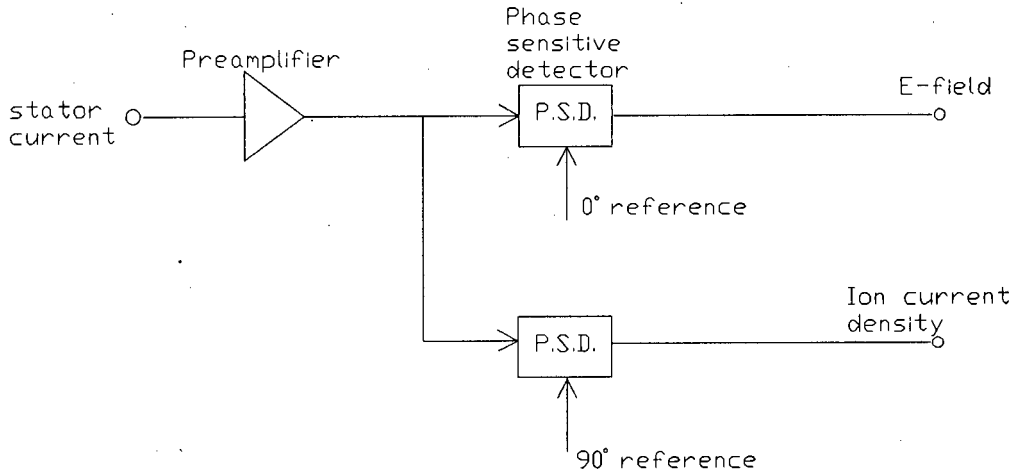 Phase
sensitive
detector
Preamplifier
stator
current
P.S.D.
E-field
0° reference
Ion current
density
P.S.D.
90° reference